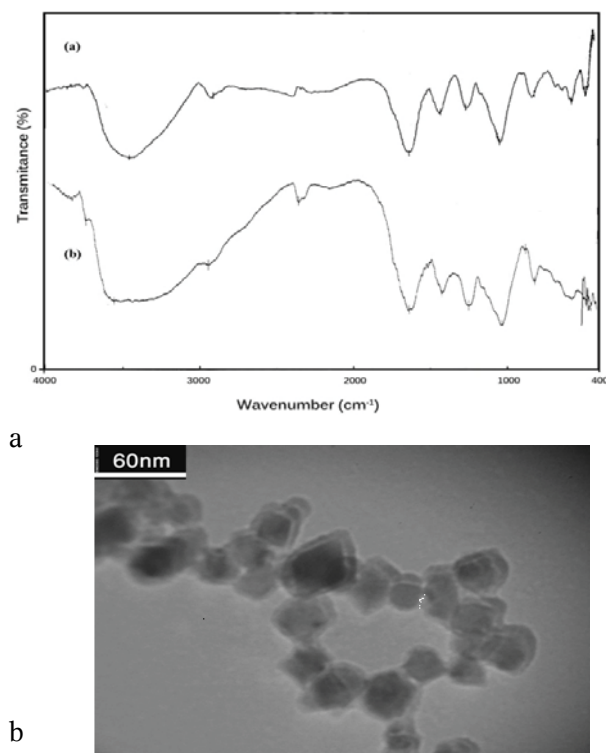 (a)
Transmitance (%)
(b)
0
4000
3000
2000
1000
400
Wavenumber (cm-1)
a
60nm
b